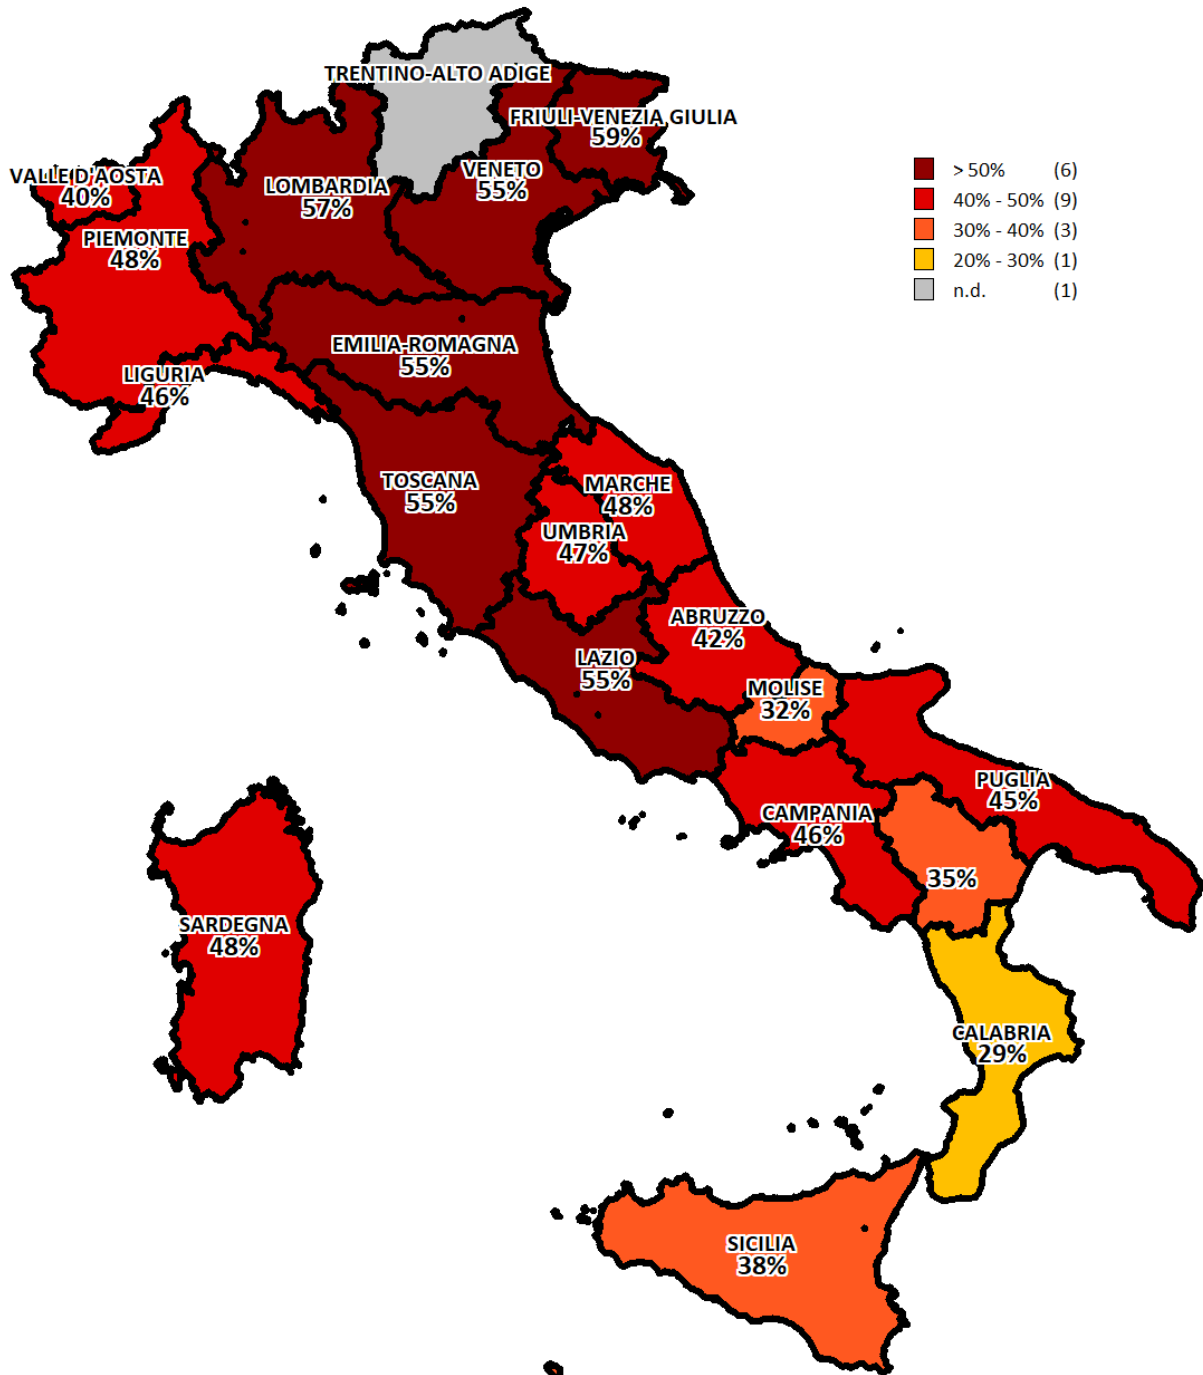 TRENTINO-ALTO ADIGE
FRIULI-VENEZIA GIULIA
59%
VALLE D'AOSTA
40%
LOMBARDIA
57%
VENETO
55%
> 50% (6)
40% - 50% (9)
30% - 40% (3)
20% - 30% (1)
n.d. (1)
PIEMONTE
48%
EMILIA-ROMAGNA
55%
LIGURIA
46%
TOSCANA
55%
MARCHE
48%
UMBRIA
47%
ABRUZZO
42%
LAZIO
55%
MOLISE
32%
PUGLIA
45%
CAMPANIA
46%
35%
SARDEGNA
48%
CALABRIA
29%
SICILIA
38%